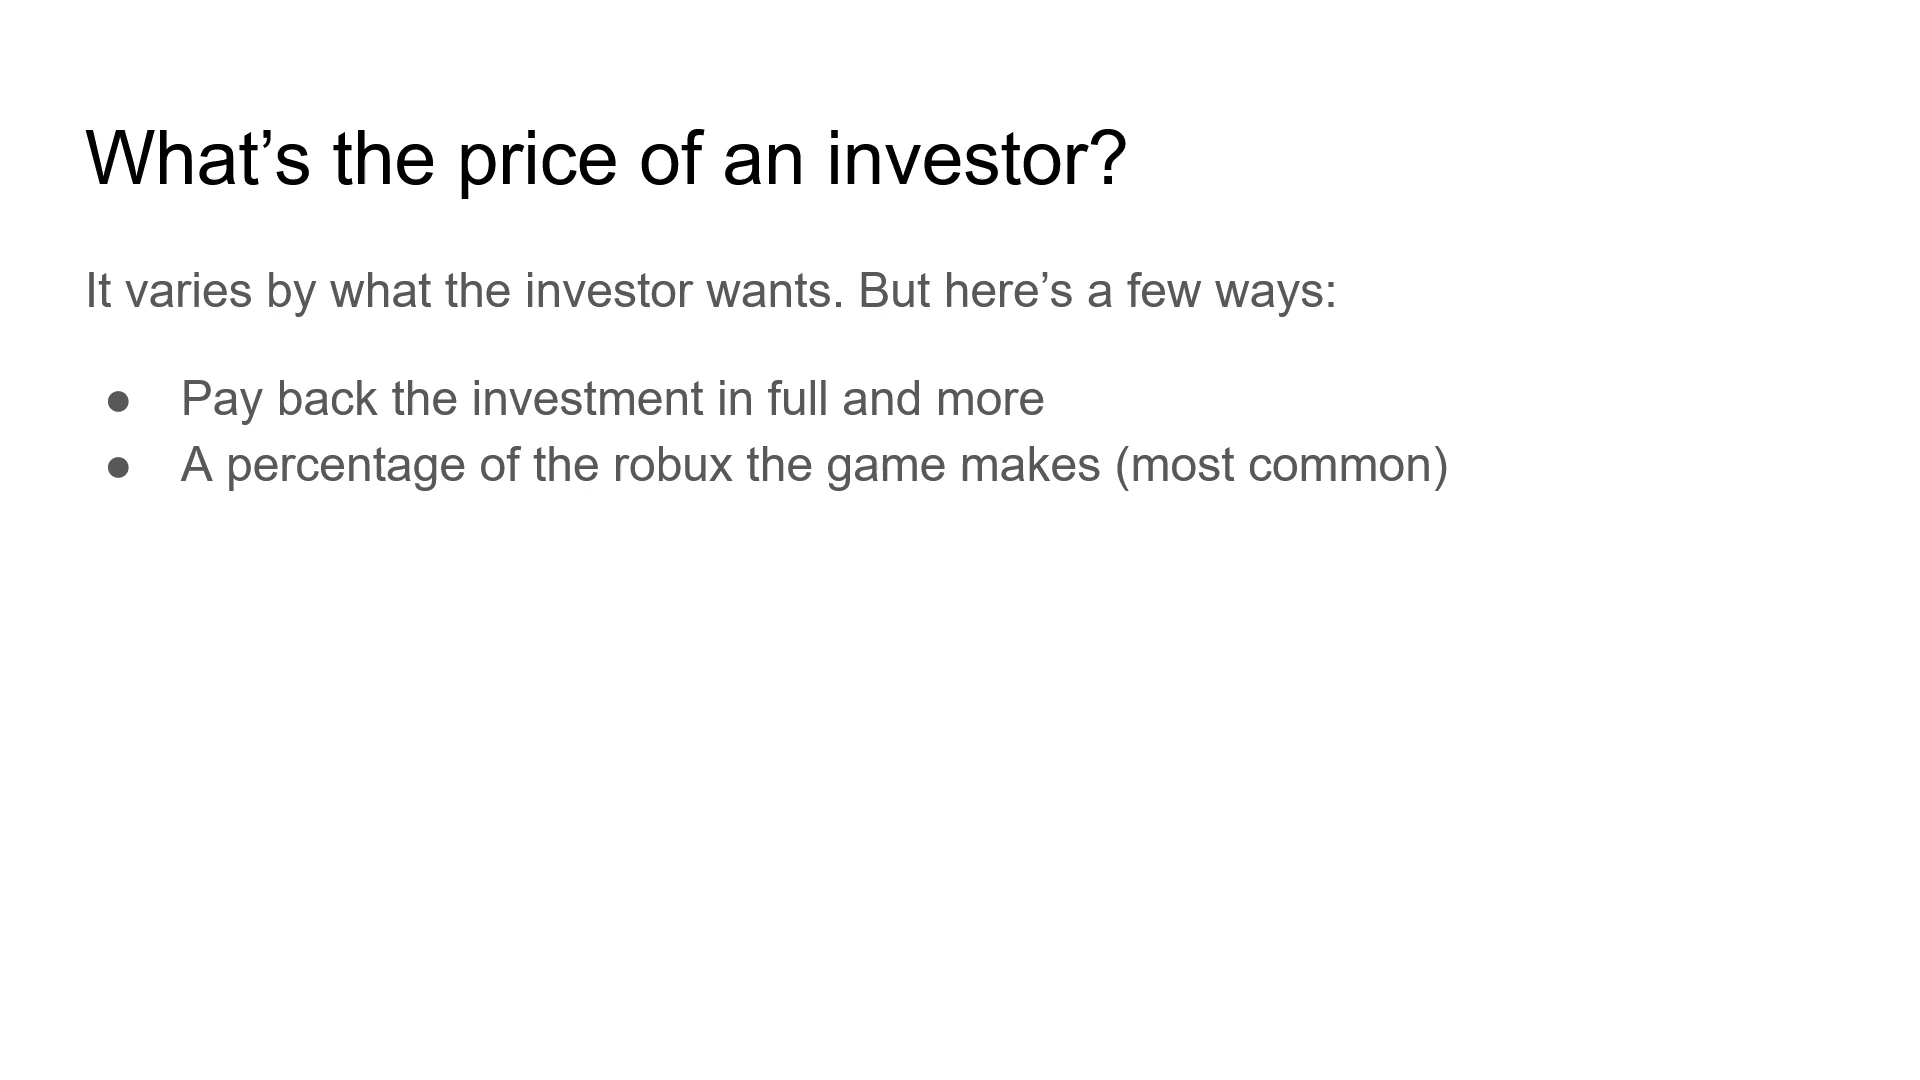 What’s the price of an investor?
It varies by what the investor wants. But here’s a few ways:
● Pay back the investment in full and more
● A percentage of the robux the game makes (most common)